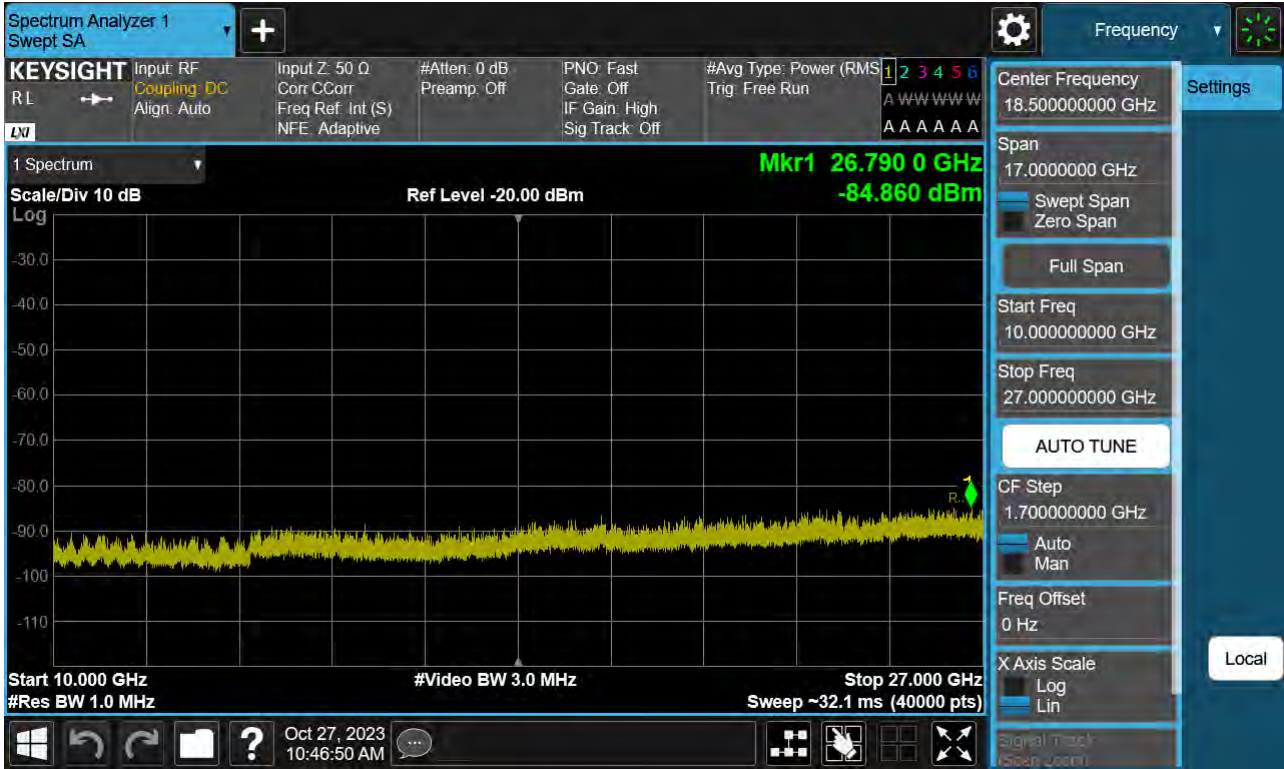 Spectrum Analyzer 1
Swept SA
+
Frequency
KEYSIGHT
R L
LXI
Input: RF
Coupling: DC
Align: Auto
Input Z: 50 Ω
Corr CCorr
Freq Ref: Int (S)
NFE: Adaptive
#Atten: 0 dB
Preamp: Off
PNO: Fast
Gate: Off
IF Gain: High
Sig Track: Off
#Avg Type: Power (RMS
Trig: Free Run
1 2 3 4 5 6
A W W W W W
A A A A A A
1 Spectrum
Mkr1 26.790 0 GHz
Scale/Div 10 dB
Ref Level -20.00 dBm
-84.860 dBm
Log
-30.0
-40.0
-50.0
-60.0
-70.0
-80.0
-90.0
-100
-110
1
R..
Start 10.000 GHz
#Video BW 3.0 MHz
Stop 27.000 GHz
#Res BW 1.0 MHz
Sweep ~32.1 ms (40000 pts)
Center Frequency
18.500000000 GHz
Settings
Span
17.0000000 GHz
Swept Span
Zero Span
Full Span
Start Freq
10.000000000 GHz
Stop Freq
27.000000000 GHz
AUTO TUNE
CF Step
1.700000000 GHz
Auto
Man
Freq Offset
0 Hz
X Axis Scale
Log
Lin
Local
Signal Track
(Span Zoom)
?
Oct 27, 2023
10:46:50 AM